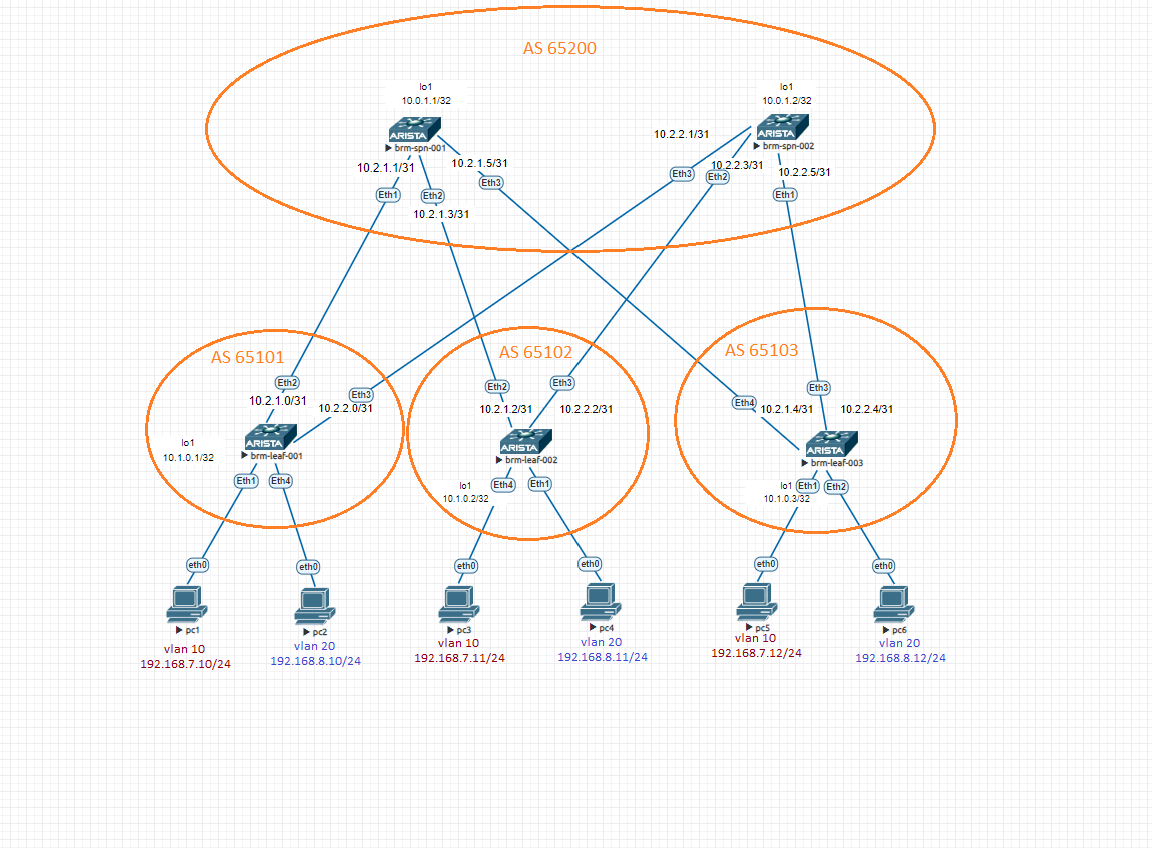 AS 65200
lo1
10.0.1.1/32
ARISTA
brm-spn-001
lo1
10.0.1.2/32
ARISTA
brm-spn-002
10.2.1.1/31
Eth1
10.2.1.5/31
Eth3
Eth2
10.2.1.3/31
10.2.2.1/31
Eth3
10.2.2.3/31
Eth2
10.2.2.5/31
Eth1
AS 65101
Eth2
10.2.1.0/31
Eth3
10.2.2.0/31
lo1
10.1.0.1/32
ARISTA
brm-leaf-001
Eth1
Eth4
AS 65102
Eth2
10.2.1.2/31
Eth3
10.2.2.2/31
ARISTA
brm-leaf-002
lo1
10.1.0.2/32
Eth4
Eth1
AS 65103
Eth4
10.2.1.4/31
Eth3
10.2.2.4/31
ARISTA
brm-leaf-003
lo1
10.1.0.3/32
Eth1
Eth2
eth0
pc1
vlan 10
192.168.7.10/24
eth0
pc2
vlan 20
192.168.8.10/24
eth0
pc3
vlan 10
192.168.7.11/24
eth0
pc4
vlan 20
192.168.8.11/24
eth0
pc5
vlan 10
192.168.7.12/24
eth0
pc6
vlan 20
192.168.8.12/24